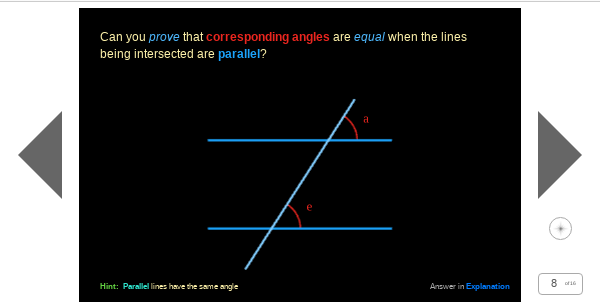 Can you prove that corresponding angles are equal when the lines
being intersected are parallel?
a
e
Hint: Parallel lines have the same angle
Answer in Explanation
8 of 16